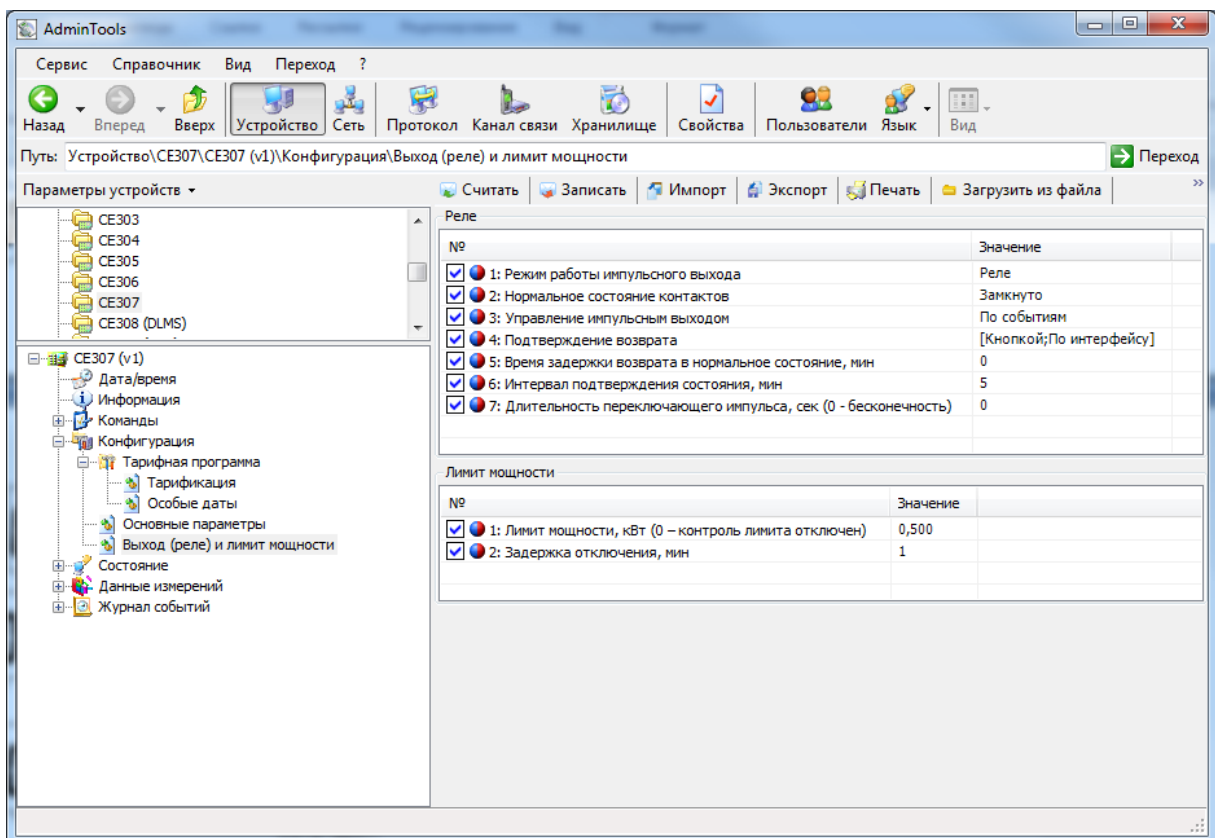 AdminTools
Сервис Справочник Вид Переход ?
Назад Вперед Вверх Устройство Сеть Протокол Канал связи Хранилище Свойства Пользователи Язык Вид
Путь: Устройство\CE307\CE307 (v1)\Конфигурация\Выход (реле) и лимит мощности Переход
Параметры устройств
Считать Записать Импорт Экспорт Печать Загрузить из файла »
CE303
CE304
CE305
CE306
CE307
CE308 (DLMS)
CE307 (v1)
Дата/время
Информация
Команды
Конфигурация
Тарифная программа
Тарификация
Особые даты
Основные параметры
Выход (реле) и лимит мощности
Состояние
Данные измерений
Журнал событий
Реле
№ Значение
1: Режим работы импульсного выхода Реле
2: Нормальное состояние контактов Замкнуто
3: Управление импульсным выходом По событиям
4: Подтверждение возврата [Кнопкой;По интерфейсу]
5: Время задержки возврата в нормальное состояние, мин 0
6: Интервал подтверждения состояния, мин 5
7: Длительность переключающего импульса, сек (0 - бесконечность) 0
Лимит мощности
№ Значение
1: Лимит мощности, кВт (0 – контроль лимита отключен) 0,500
2: Задержка отключения, мин 1